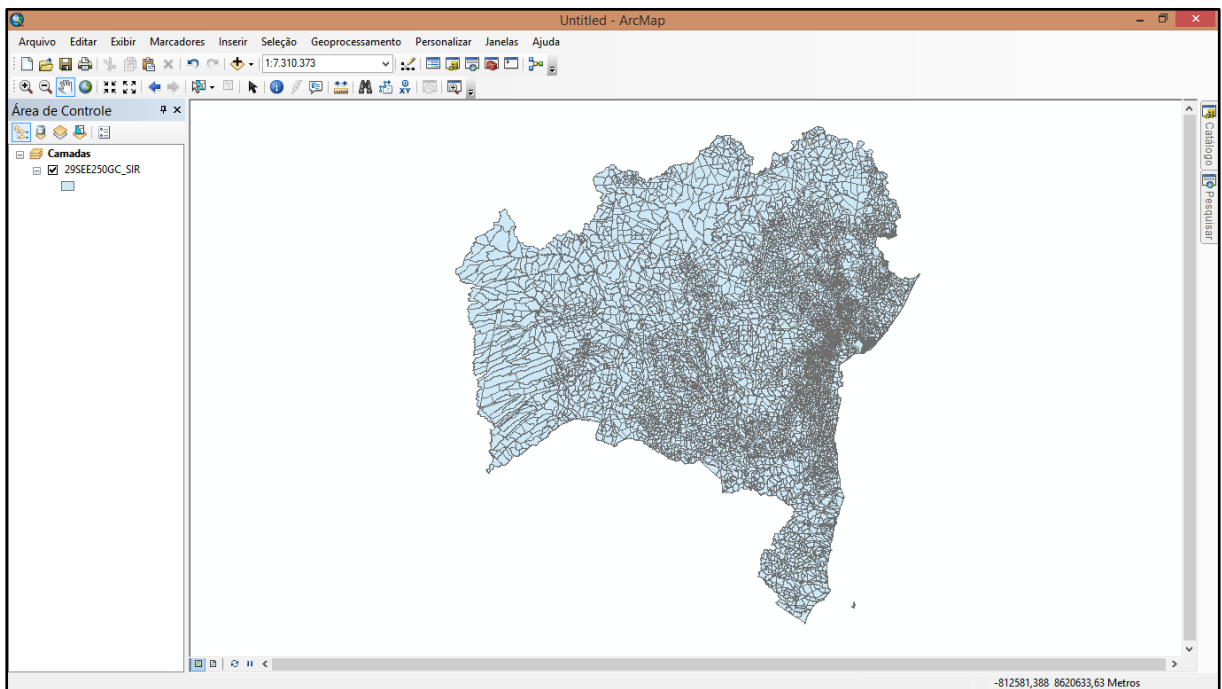 Untitled - ArcMap
Arquivo Editar Exibir Marcadores Inserir Seleção Geoprocessamento Personalizar Janelas Ajuda
1:7.310.373
Área de Controle
Camadas
29SEE250GC_SIR
Catálogo
Pesquisar
-812581,388 8620633,63 Metros